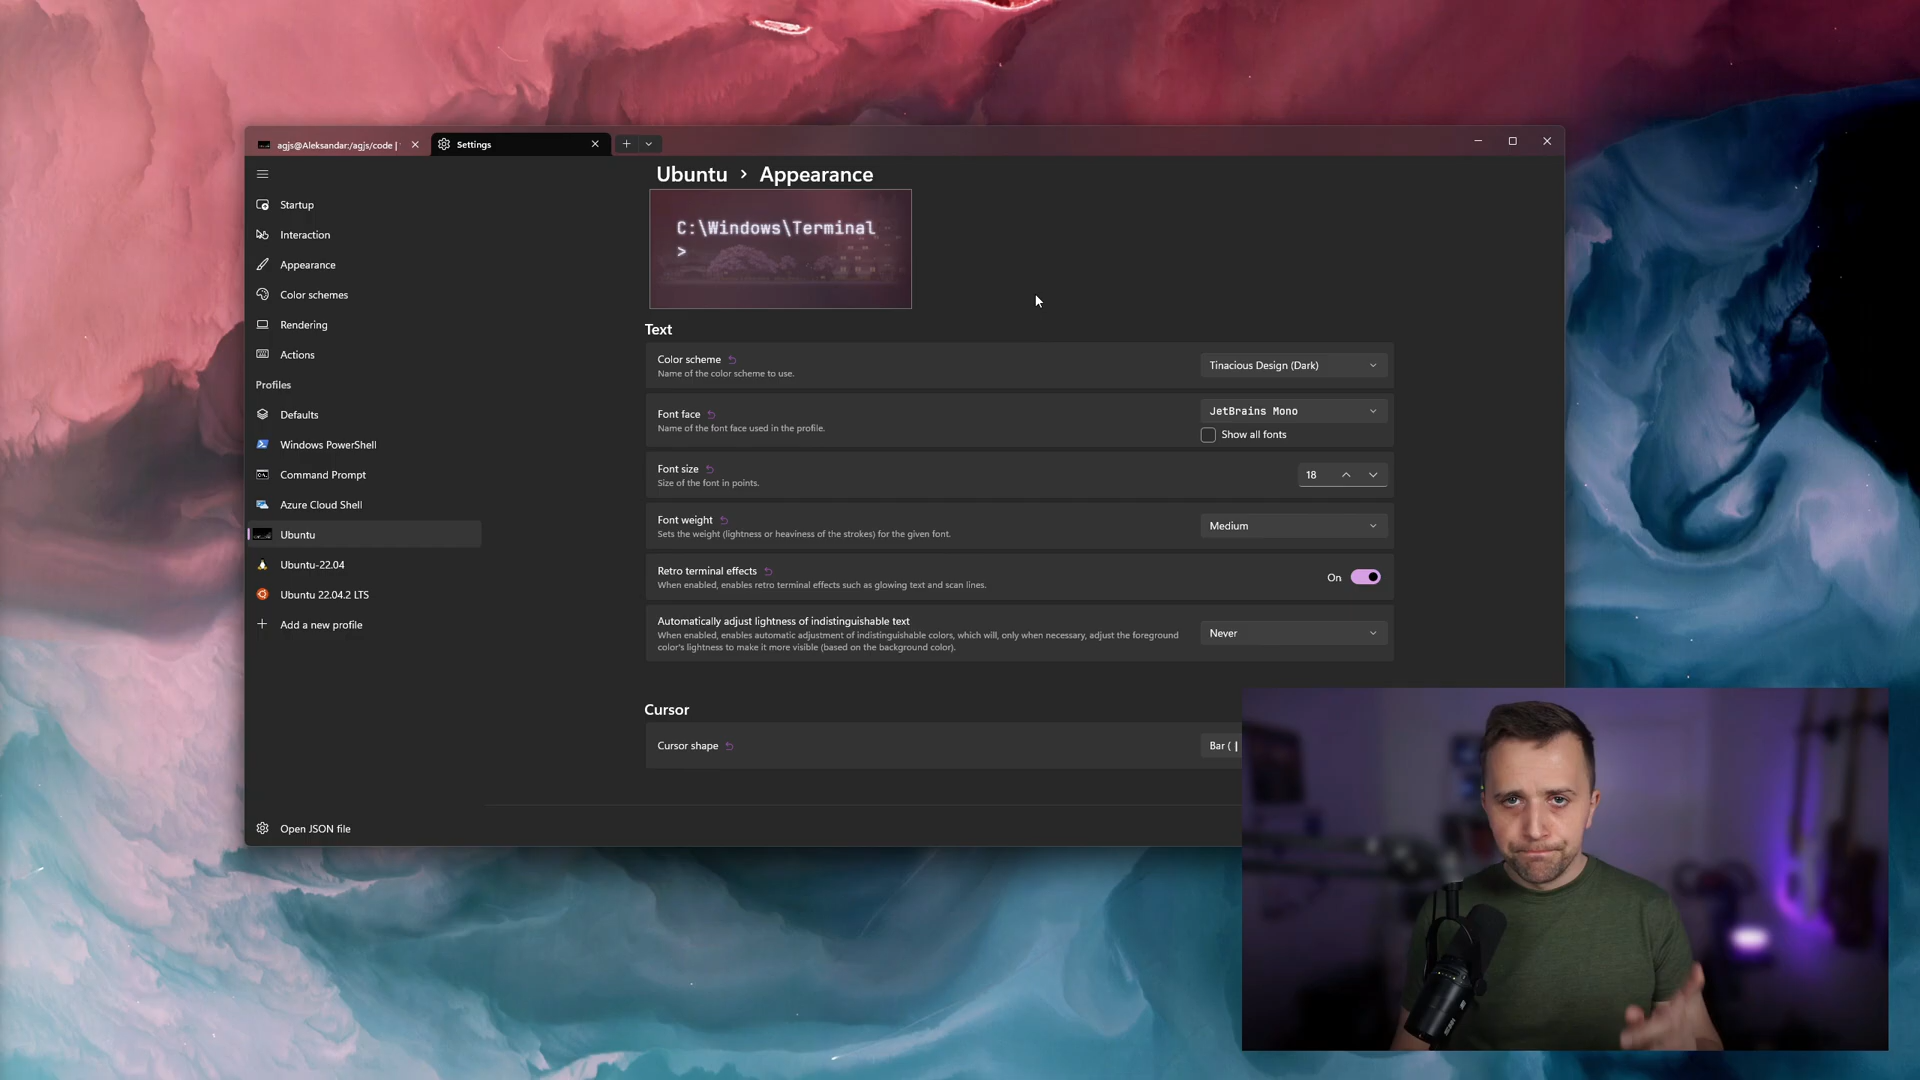 agjs@Aleksandar:/agjs/code |
Settings
Ubuntu > Appearance
C:\Windows\Terminal
>
Startup
Interaction
Appearance
Color schemes
Rendering
Actions
Profiles
Defaults
Windows PowerShell
Command Prompt
Azure Cloud Shell
Ubuntu
Ubuntu-22.04
Ubuntu 22.04.2 LTS
Add a new profile
Open JSON file
Text
Color scheme
Name of the color scheme to use.
Tinacious Design (Dark)
Font face
Name of the font face used in the profile.
JetBrains Mono
Show all fonts
Font size
Size of the font in points.
18
Font weight
Sets the weight (lightness or heaviness of the strokes) for the given font.
Medium
Retro terminal effects
When enabled, enables retro terminal effects such as glowing text and scan lines.
On
Automatically adjust lightness of indistinguishable text
When enabled, enables automatic adjustment of indistinguishable colors, which will, only when necessary, adjust the foreground
color's lightness to make it more visible (based on the background color).
Never
Cursor
Cursor shape
Bar ( |